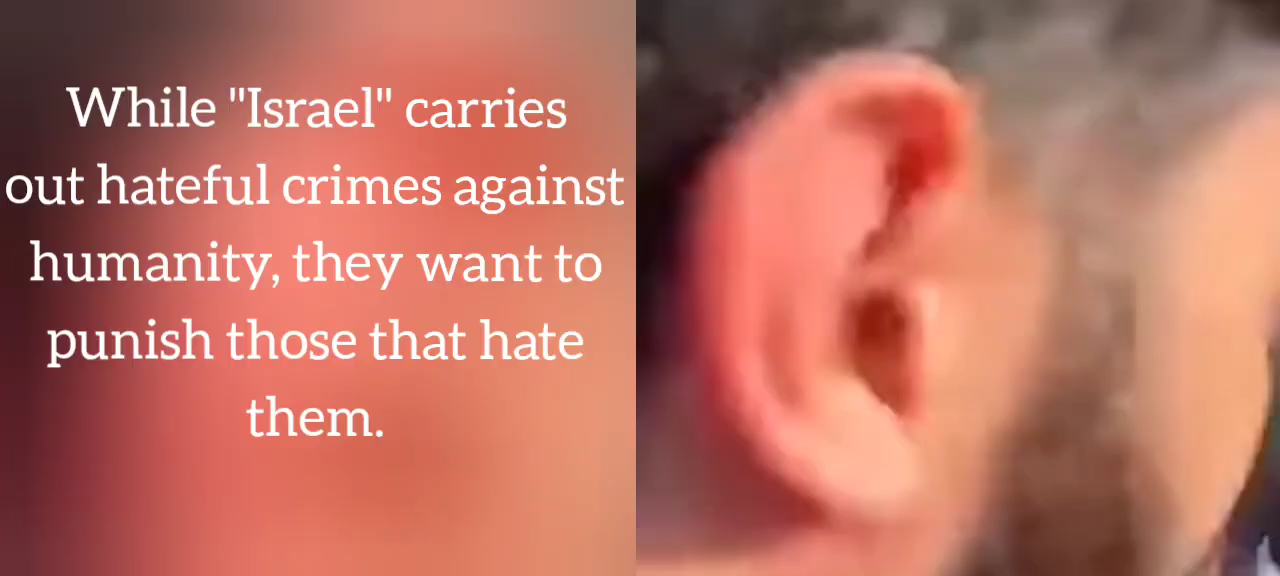 While "Israel" carries
out hateful crimes against
humanity, they want to
punish those that hate
them.